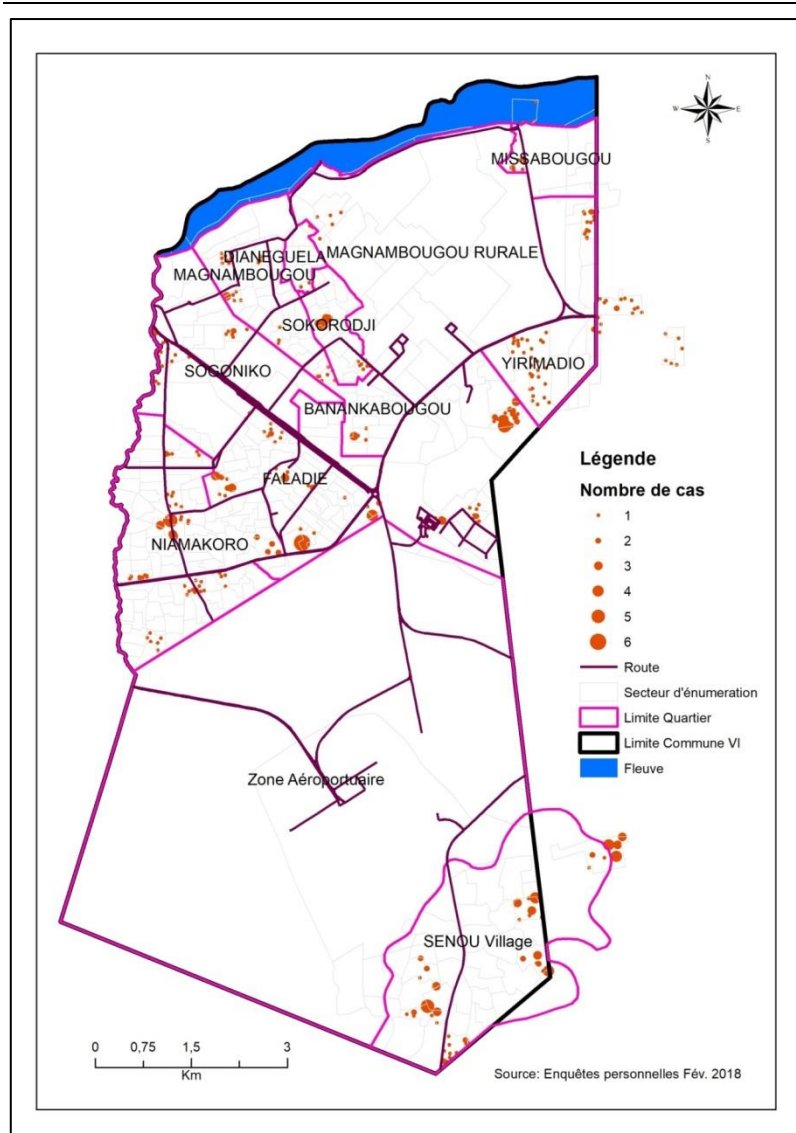 N
W E
S
MISSABOUGOU
DIANEGUELA
MAGNAMBOUGOU RURALE
MAGNAMBOUGOU
SOKORODJI
SOGONIKO
YIRIMADIO
BANANKABOUGOU
FALADIE
NIAMAKORO
Légende
Nombre de cas
1
2
3
4
5
6
Route
Secteur d'énumeration
Limite Quartier
Limite Commune VI
Fleuve
Zone Aéroportuaire
SENOU Village
0 0,75 1,5 3
Km
Source: Enquêtes personnelles Fév. 2018